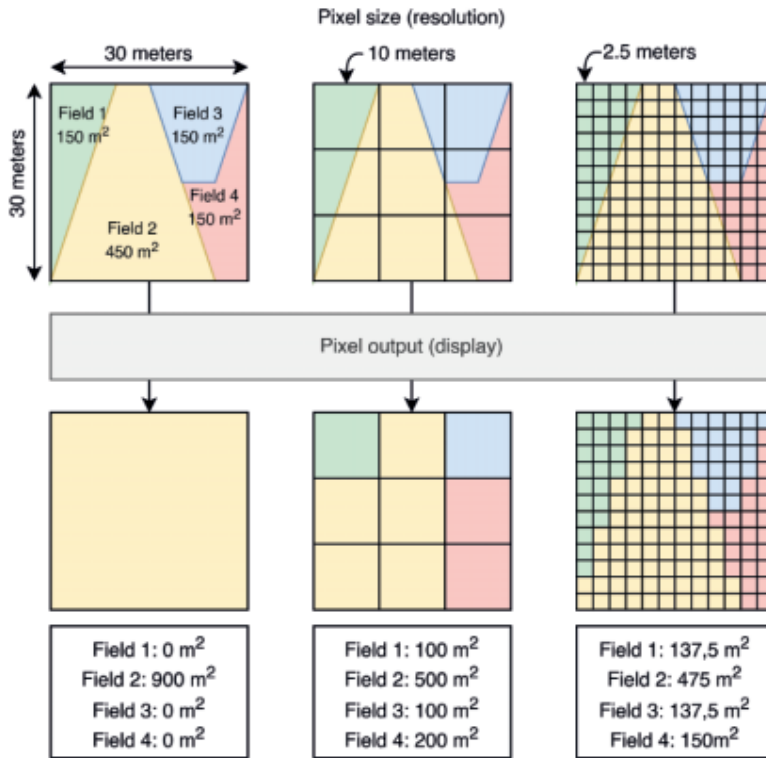 Pixel size (resolution)
30 meters
10 meters
2.5 meters
30 meters
Field 1
150 m²
Field 3
150 m²
Field 4
150 m²
Field 2
450 m²
Pixel output (display)
Field 1: 0 m²
Field 2: 900 m²
Field 3: 0 m²
Field 4: 0 m²
Field 1: 100 m²
Field 2: 500 m²
Field 3: 100 m²
Field 4: 200 m²
Field 1: 137,5 m²
Field 2: 475 m²
Field 3: 137,5 m²
Field 4: 150m²